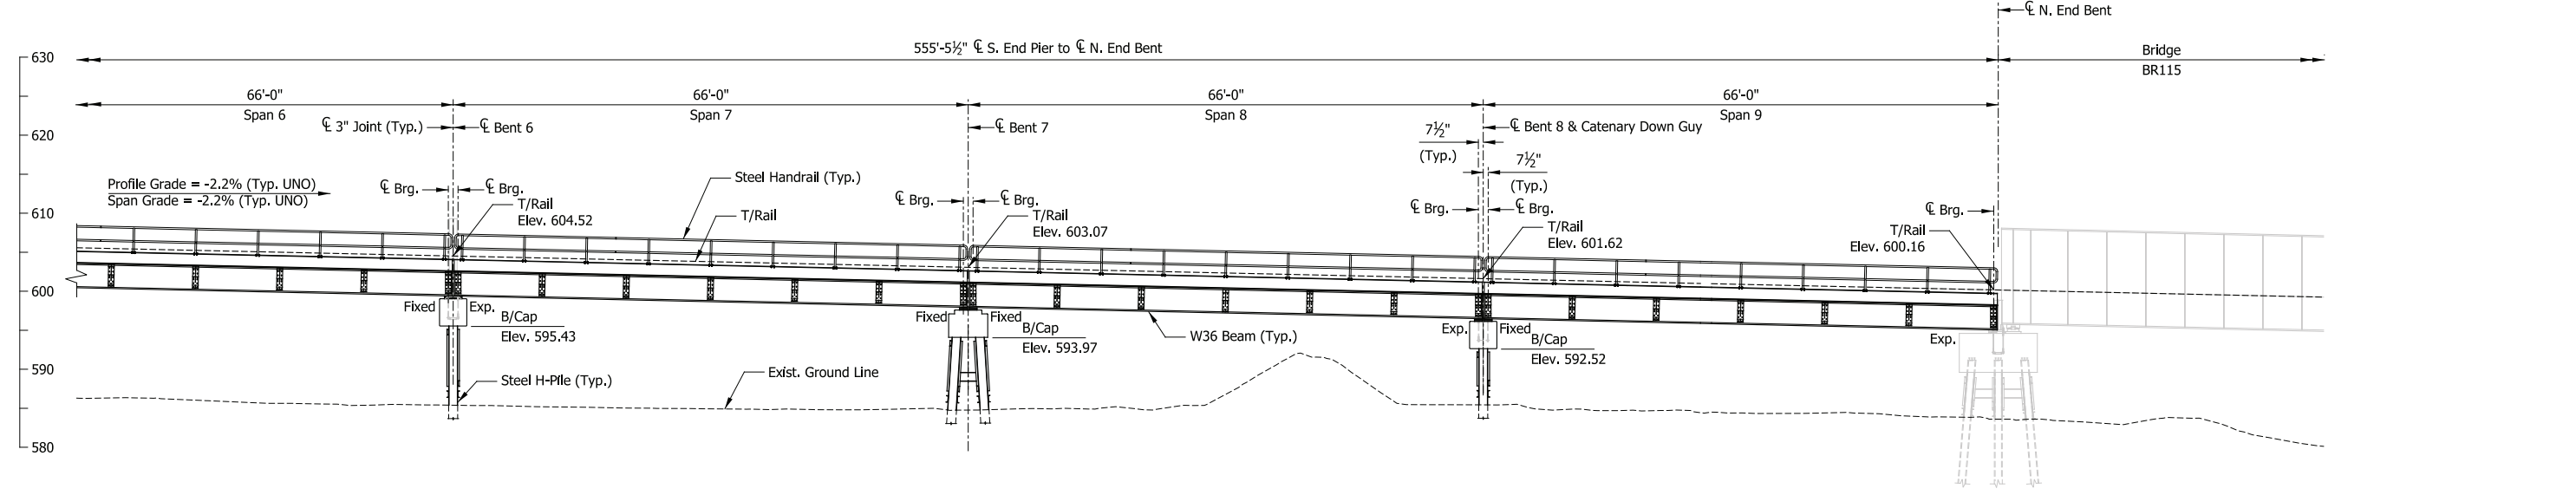 ℄ N. End Bent
555'-5½" ℄ S. End Pier to ℄ N. End Bent
Bridge
BR115
630
66'-0"
Span 6
66'-0"
Span 7
66'-0"
Span 8
66'-0"
Span 9
620
℄ 3" Joint (Typ.)
℄ Bent 6
℄ Bent 7
7½"
(Typ.)
℄ Bent 8 & Catenary Down Guy
7½"
(Typ.)
Profile Grade = -2.2% (Typ. UNO)
Span Grade = -2.2% (Typ. UNO)
℄ Brg.
℄ Brg.
Steel Handrail (Typ.)
℄ Brg.
℄ Brg.
℄ Brg.
℄ Brg.
℄ Brg.
610
T/Rail
Elev. 604.52
T/Rail
T/Rail
Elev. 603.07
T/Rail
Elev. 601.62
T/Rail
Elev. 600.16
600
Fixed
Exp.
B/Cap
Elev. 595.43
Fixed
Fixed
B/Cap
Elev. 593.97
W36 Beam (Typ.)
Exp.
Fixed
B/Cap
Elev. 592.52
Exp.
590
Steel H-Pile (Typ.)
Exist. Ground Line
580